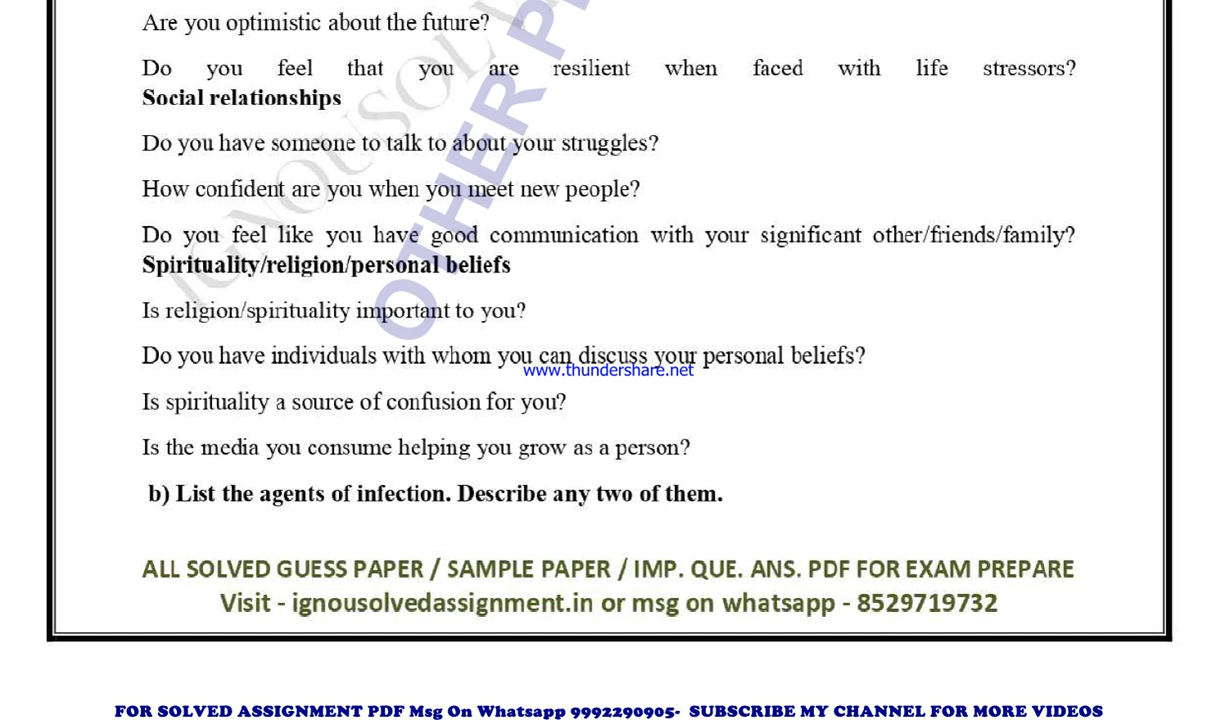 Are you optimistic about the future?
Do you feel that you are resilient when faced with life stressors?
Social relationships
Do you have someone to talk to about your struggles?
How confident are you when you meet new people?
Do you feel like you have good communication with your significant other/friends/family?
Spirituality/religion/personal beliefs
Is religion/spirituality important to you?
Do you have individuals with whom you can discuss your personal beliefs?
www.thundershare.net
Is spirituality a source of confusion for you?
Is the media you consume helping you grow as a person?
b) List the agents of infection. Describe any two of them.
IGNOUSOLV
OTHER P
ALL SOLVED GUESS PAPER / SAMPLE PAPER / IMP. QUE. ANS. PDF FOR EXAM PREPARE
Visit - ignousolvedassignment.in or msg on whatsapp - 8529719732
FOR SOLVED ASSIGNMENT PDF Msg On Whatsapp 9992290905- SUBSCRIBE MY CHANNEL FOR MORE VIDEOS